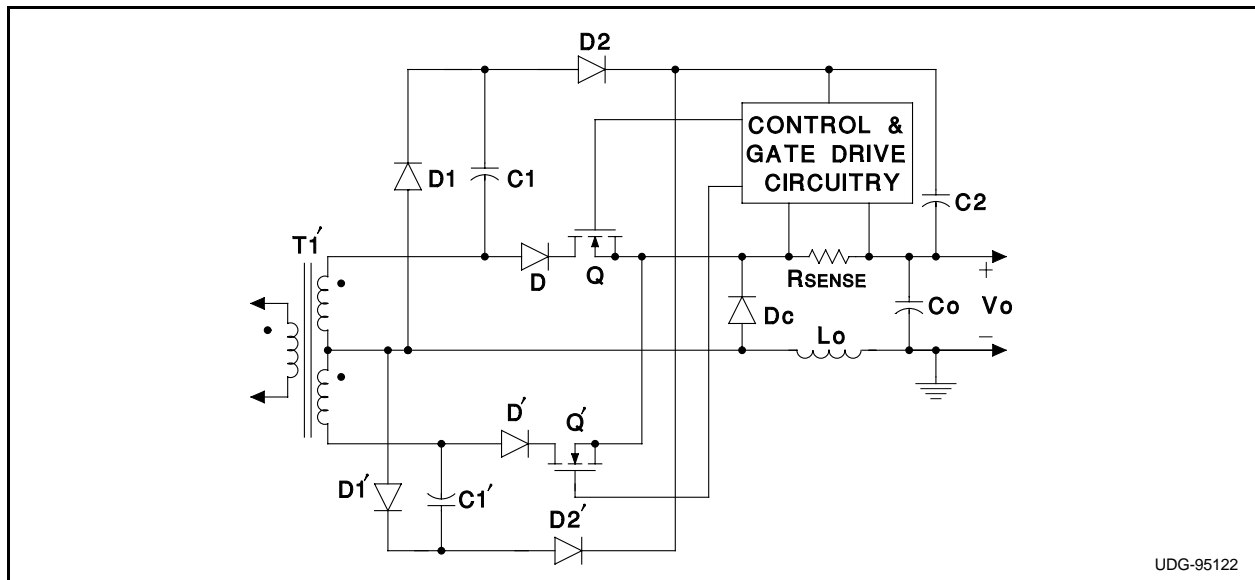 D2
CONTROL &
GATE DRIVE
CIRCUITRY
D1
C1
C2
T1′
D
Q
RSENSE
+
Dc
Co
Vo
Lo
−
D′
Q′
D1′
C1′
D2′
UDG-95122